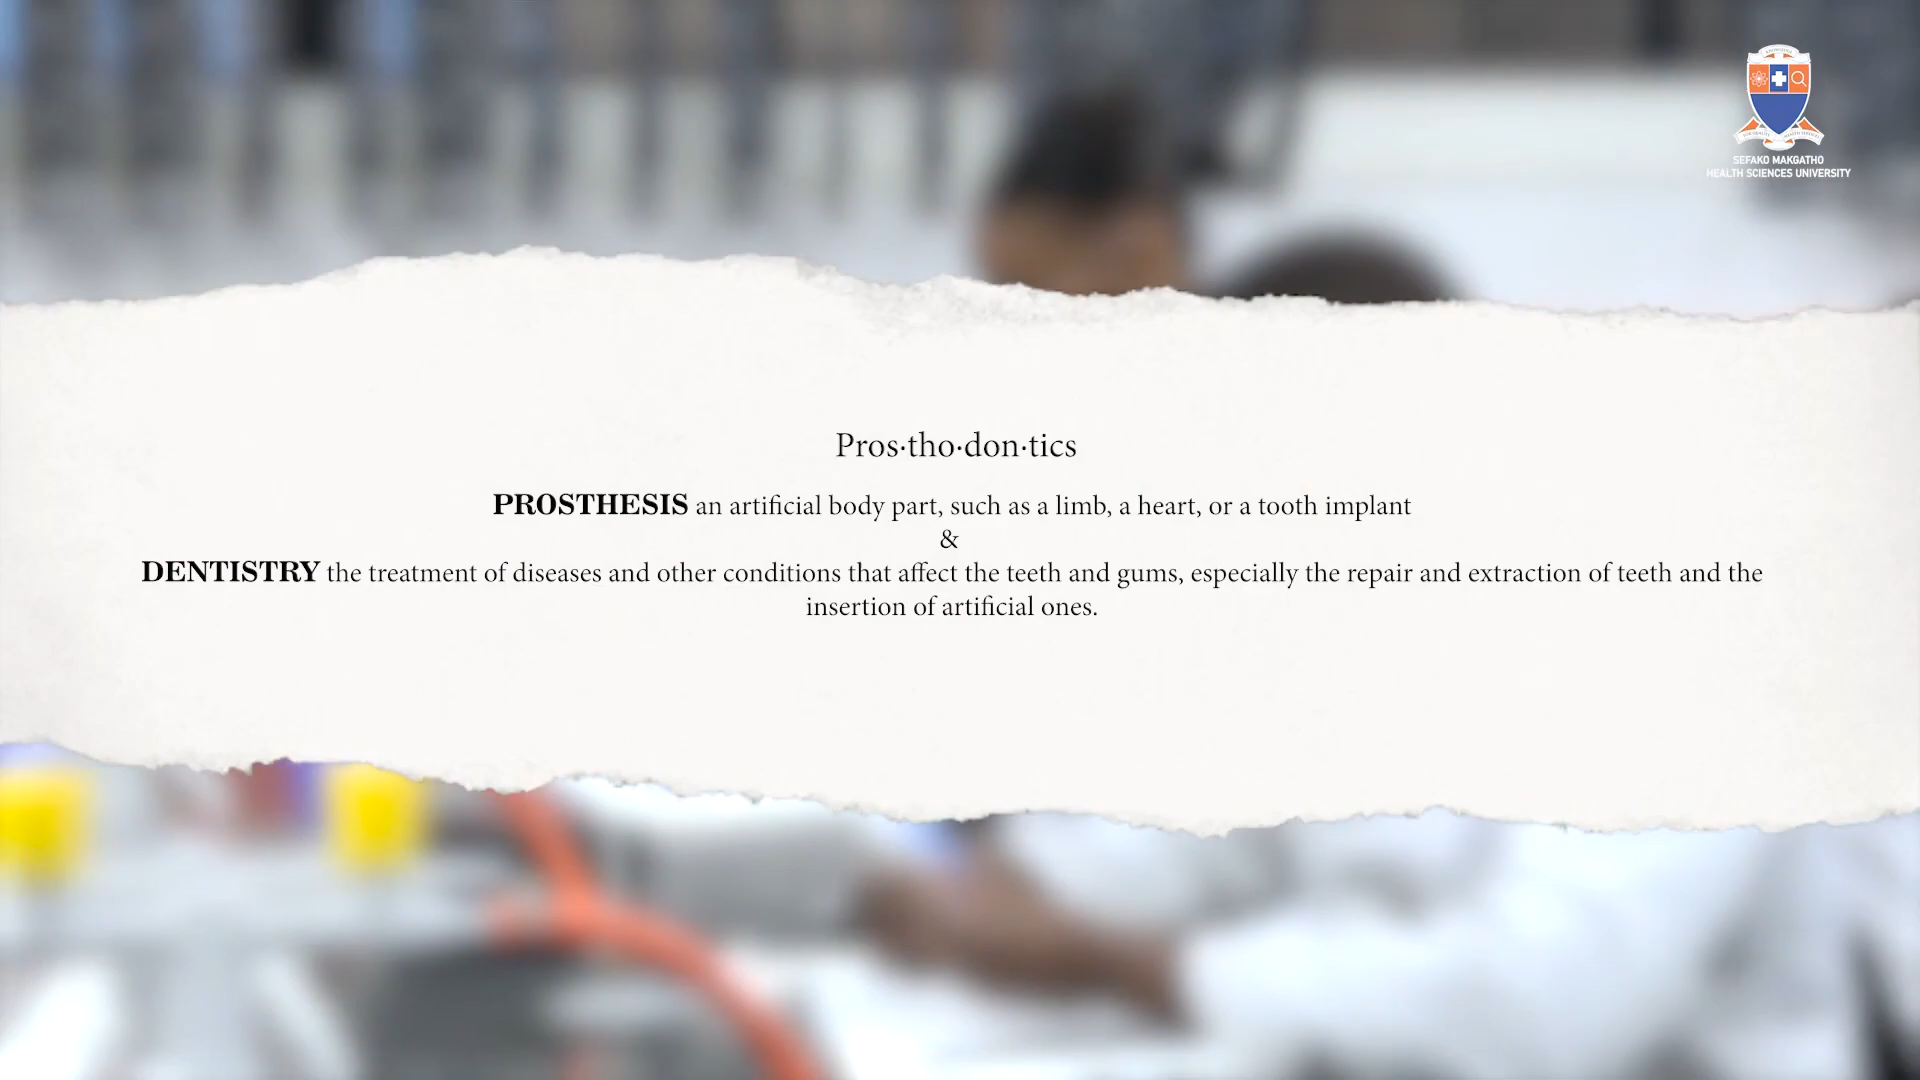 SEFAKO MAKGATHO
HEALTH SCIENCES UNIVERSITY
Pros·tho·don·tics
PROSTHESIS an artificial body part, such as a limb, a heart, or a tooth implant
&
DENTISTRY the treatment of diseases and other conditions that affect the teeth and gums, especially the repair and extraction of teeth and the
insertion of artificial ones.